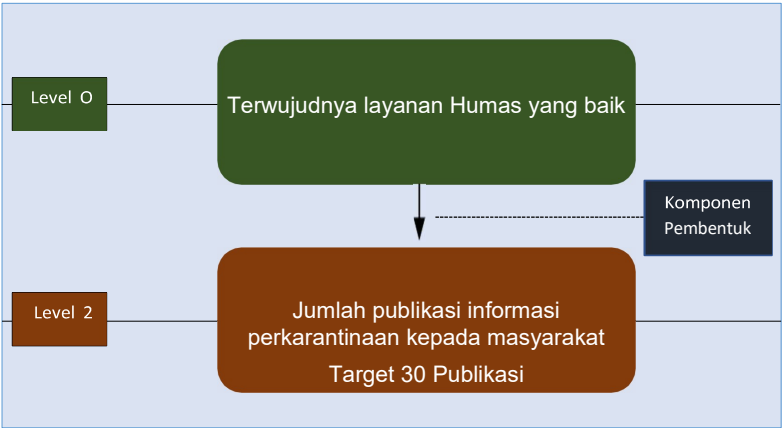 Level O
Terwujudnya layanan Humas yang baik
Komponen
Pembentuk
Level 2
Jumlah publikasi informasi
perkarantinaan kepada masyarakat
Target 30 Publikasi